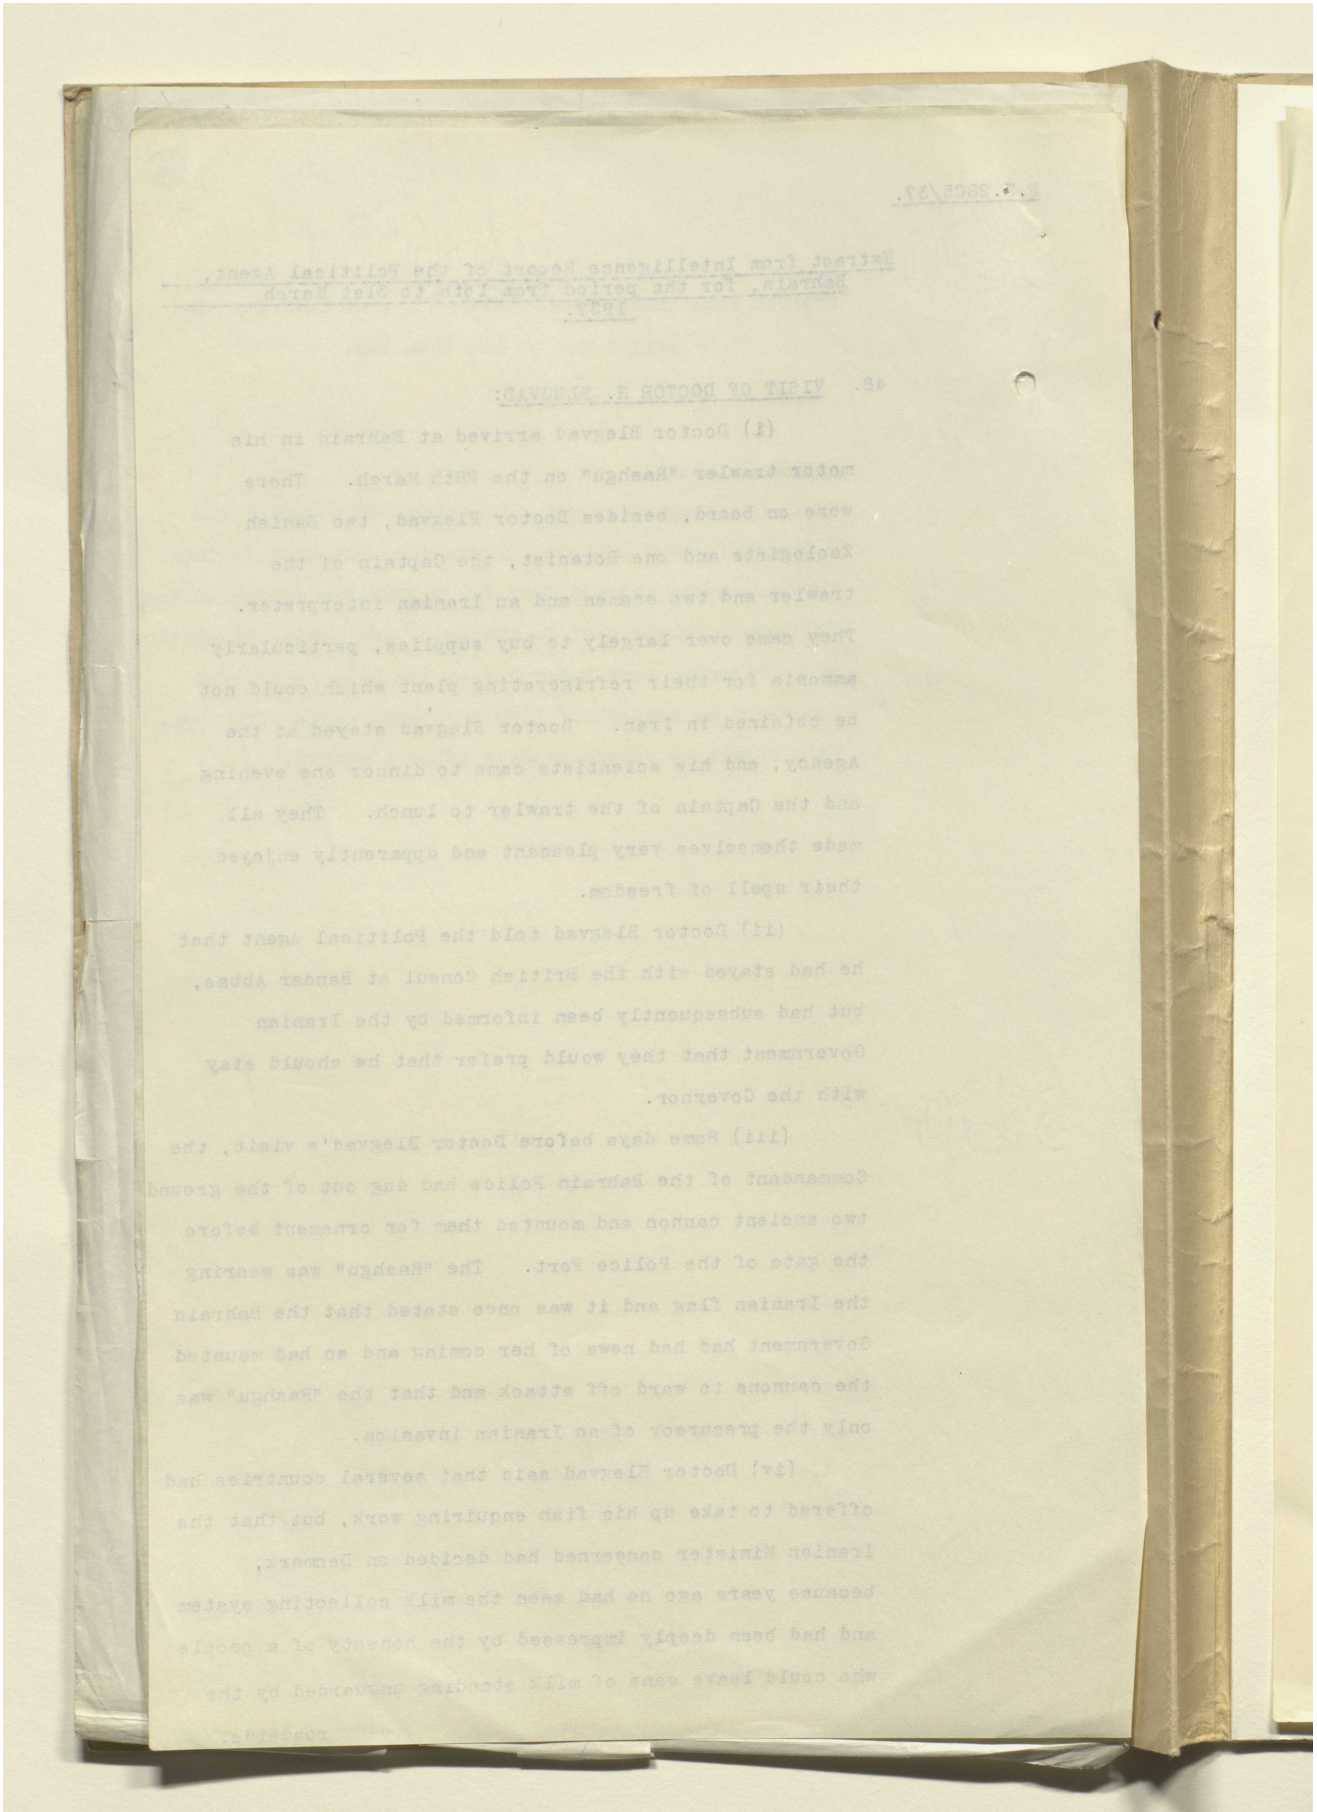 P.Z.2805/37.
Extract from Intelligence Report of the Political Agent,
Bahrain, for the period from 16th to 31st March
1937.
48. VISIT OF DOCTOR H. BLEGVAD:
(i) Doctor Blegvad arrived at Bahrain in his
motor trawler "Rashgu" on the 28th March. There
were on board, besides Doctor Blegvad, two Danish
Zoologists and one Botanist, the Captain of the
trawler and two seamen and an Iranian interpreter.
They came over largely to buy supplies, particularly
ammonia for their refrigerating plant which could not
be obtained in Iran. Doctor Blegvad stayed at the
Agency, and his scientists came to dinner one evening
and the Captain of the trawler to lunch. They all
made themselves very pleasant and apparently enjoyed
their spell of freedom.
(ii) Doctor Blegvad told the Political Agent that
he had stayed with the British Consul at Bandar Abbas,
but had subsequently been informed by the Iranian
Government that they would prefer that he should stay
with the Governor.
(iii) Some days before Doctor Blegvad's visit, the
Commandant of the Bahrain Police had dug out of the ground
two ancient cannon and mounted them for ornament before
the gate of the Police Fort. The "Rashgu" was wearing
the Iranian flag and it was once stated that the Bahrain
Government had had news of her coming and so had mounted
the cannons to ward off attack and that the "Rashgu" was
only the precursor of an Iranian invasion.
(iv) Doctor Blegvad said that several countries had
offered to take up his fish enquiring work, but that the
Iranian Minister concerned had decided on Denmark,
because years ago he had seen the milk collecting system
and had been deeply impressed by the honesty of a people
who could leave cans of milk standing unguarded by the
roadside.